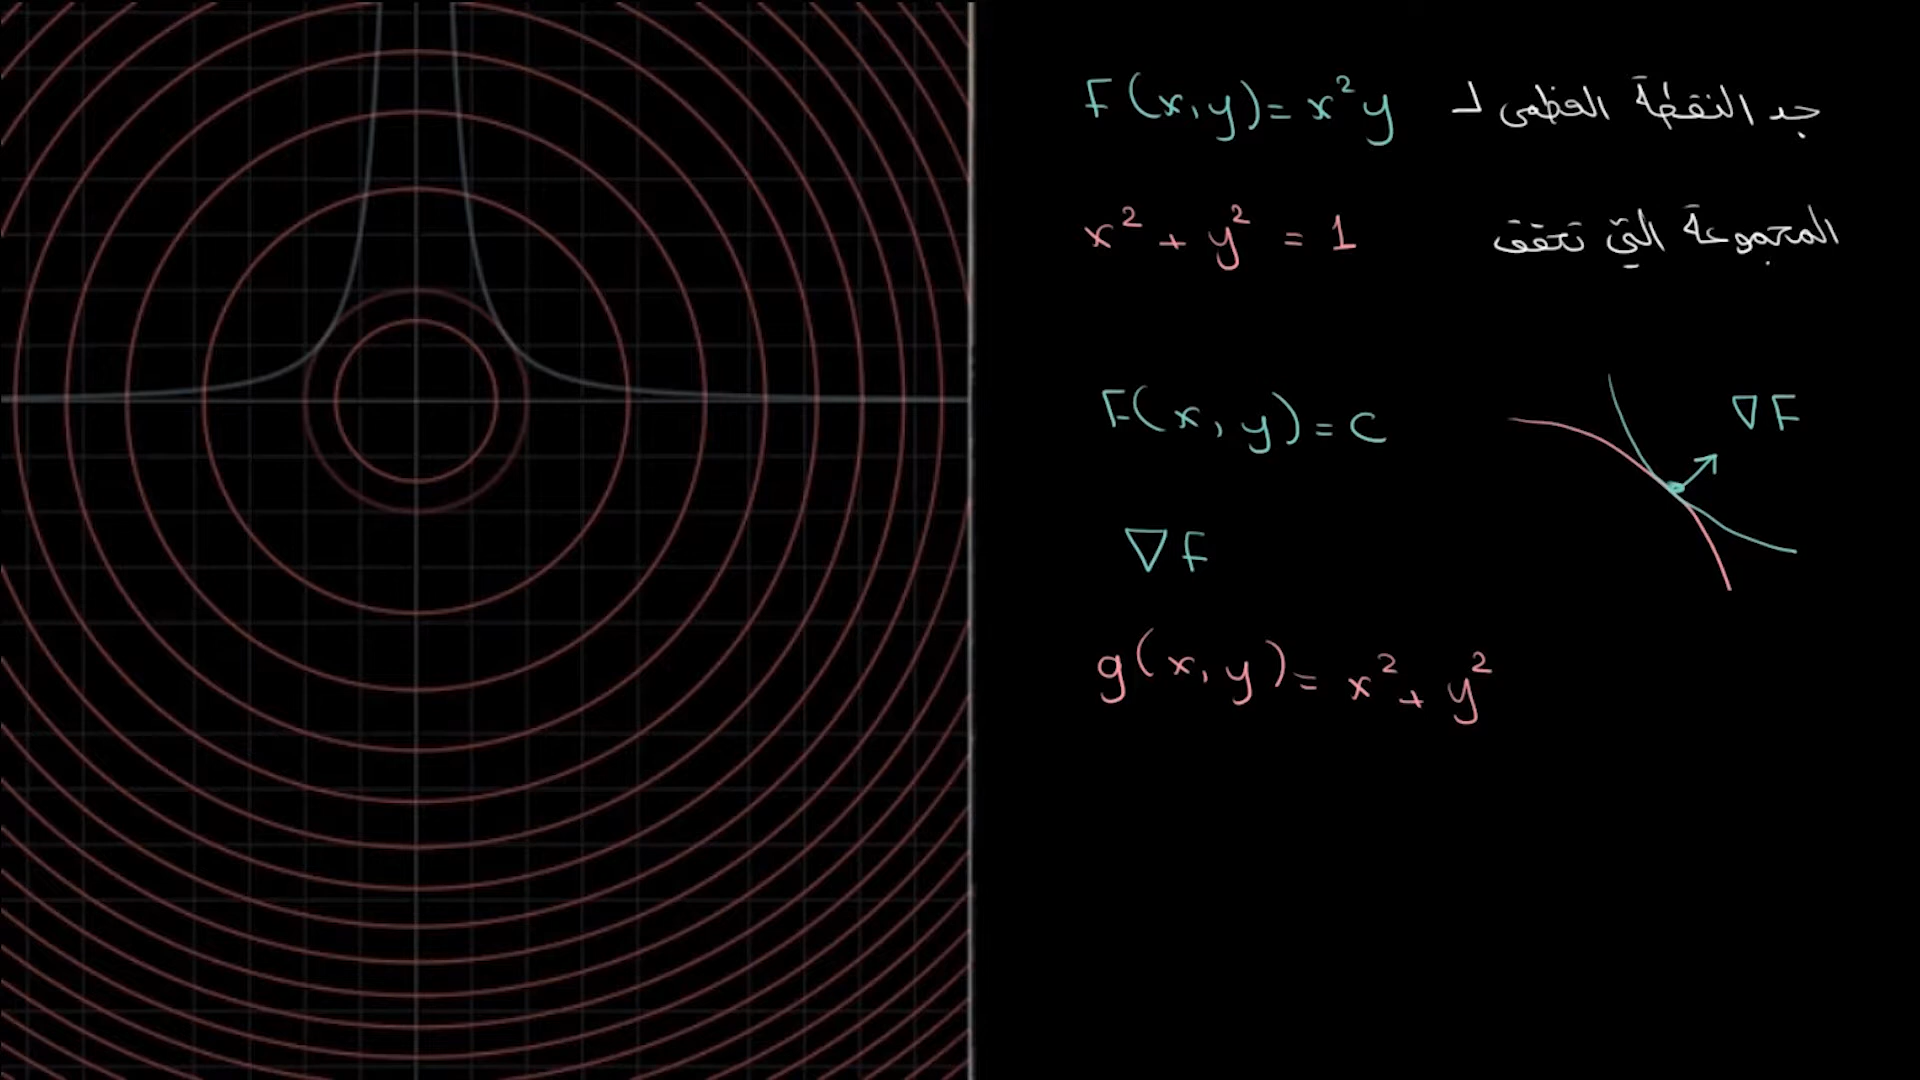 جد النقطة العظمى لـ F(x,y)= x²y
المجموعة التي تحقق x² + y² = 1
F(x,y)=c
∇F
∇F
g(x,y)= x²+y²